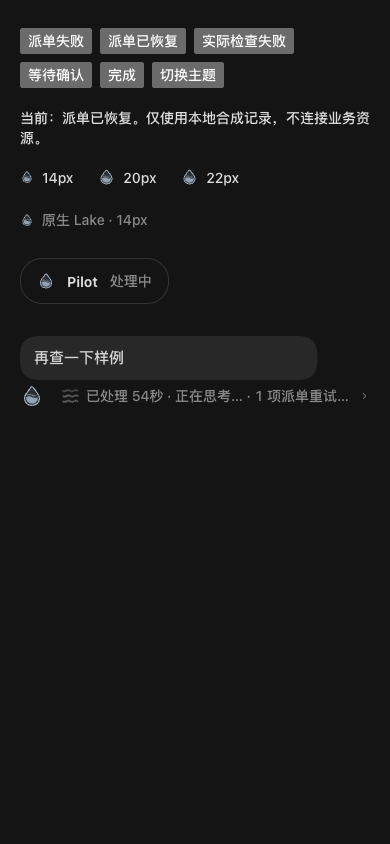 派单失败 派单已恢复 实际检查失败
等待确认 完成 切换主题
当前：派单已恢复。仅使用本地合成记录，不连接业务资
源。
14px 20px 22px
原生 Lake · 14px
Pilot 处理中
再查一下样例
已处理 54秒 · 正在思考... · 1 项派单重试...